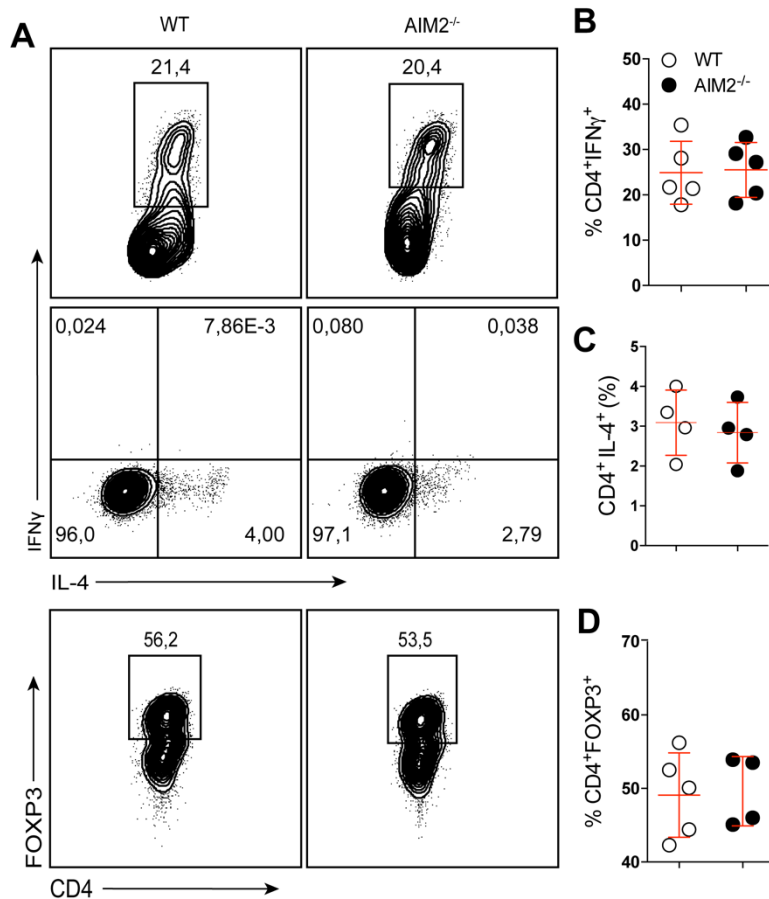 A
WT
AIM2-/-
21,4
20,4
0,024
7,86E-3
0,080
0,038
96,0
4,00
97,1
2,79
IFNγ
IL-4
56,2
53,5
FOXP3
CD4
B
WT
AIM2-/-
% CD4+IFNγ+
50
40
30
20
10
0
C
CD4+ IL-4+ (%)
5
4
3
2
1
0
D
% CD4+FOXP3+
70
60
50
40